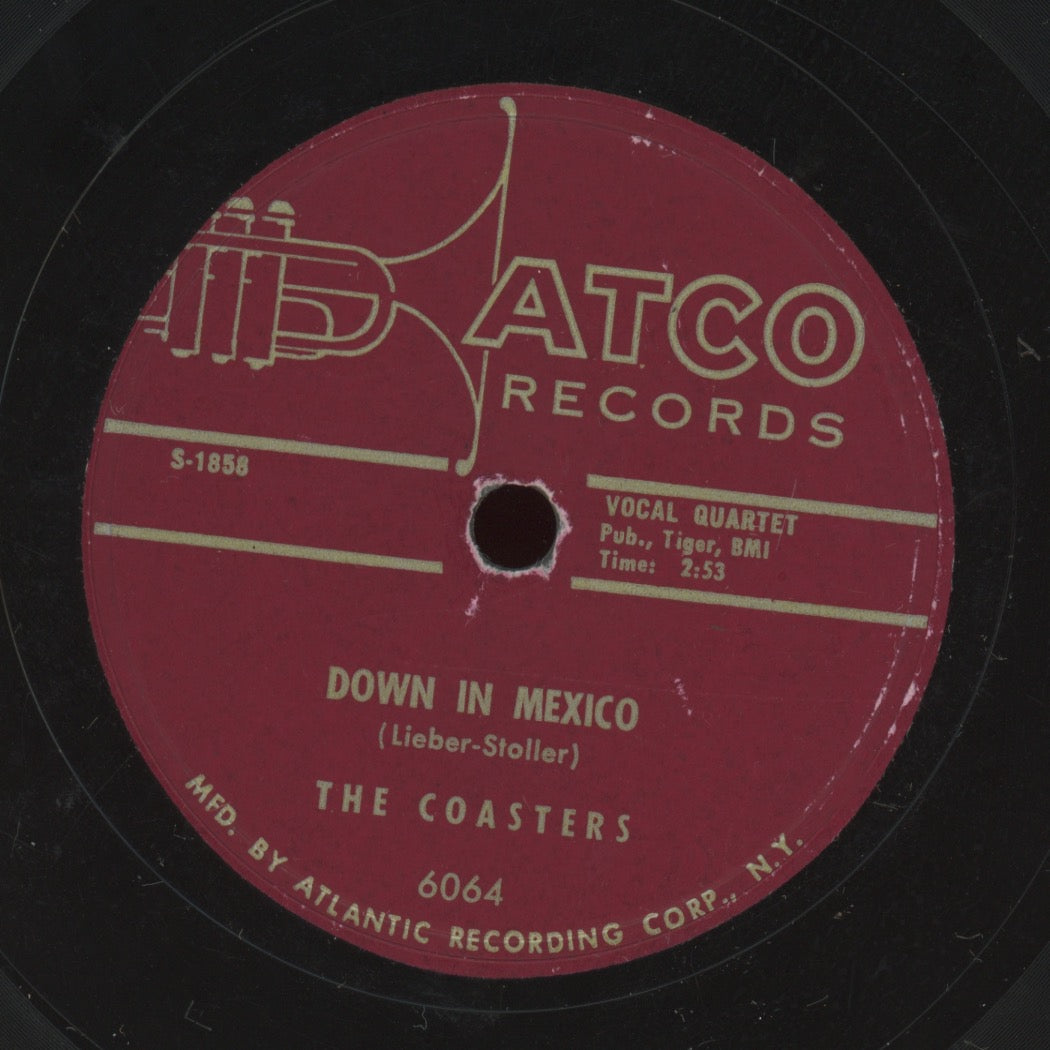 ATCO
RECORDS
S-1858
VOCAL QUARTET
Pub., Tiger, BMI
Time: 2:53
DOWN IN MEXICO
(Lieber-Stoller)
THE COASTERS
6064
MFD. BY ATLANTIC RECORDING CORP., N.Y.